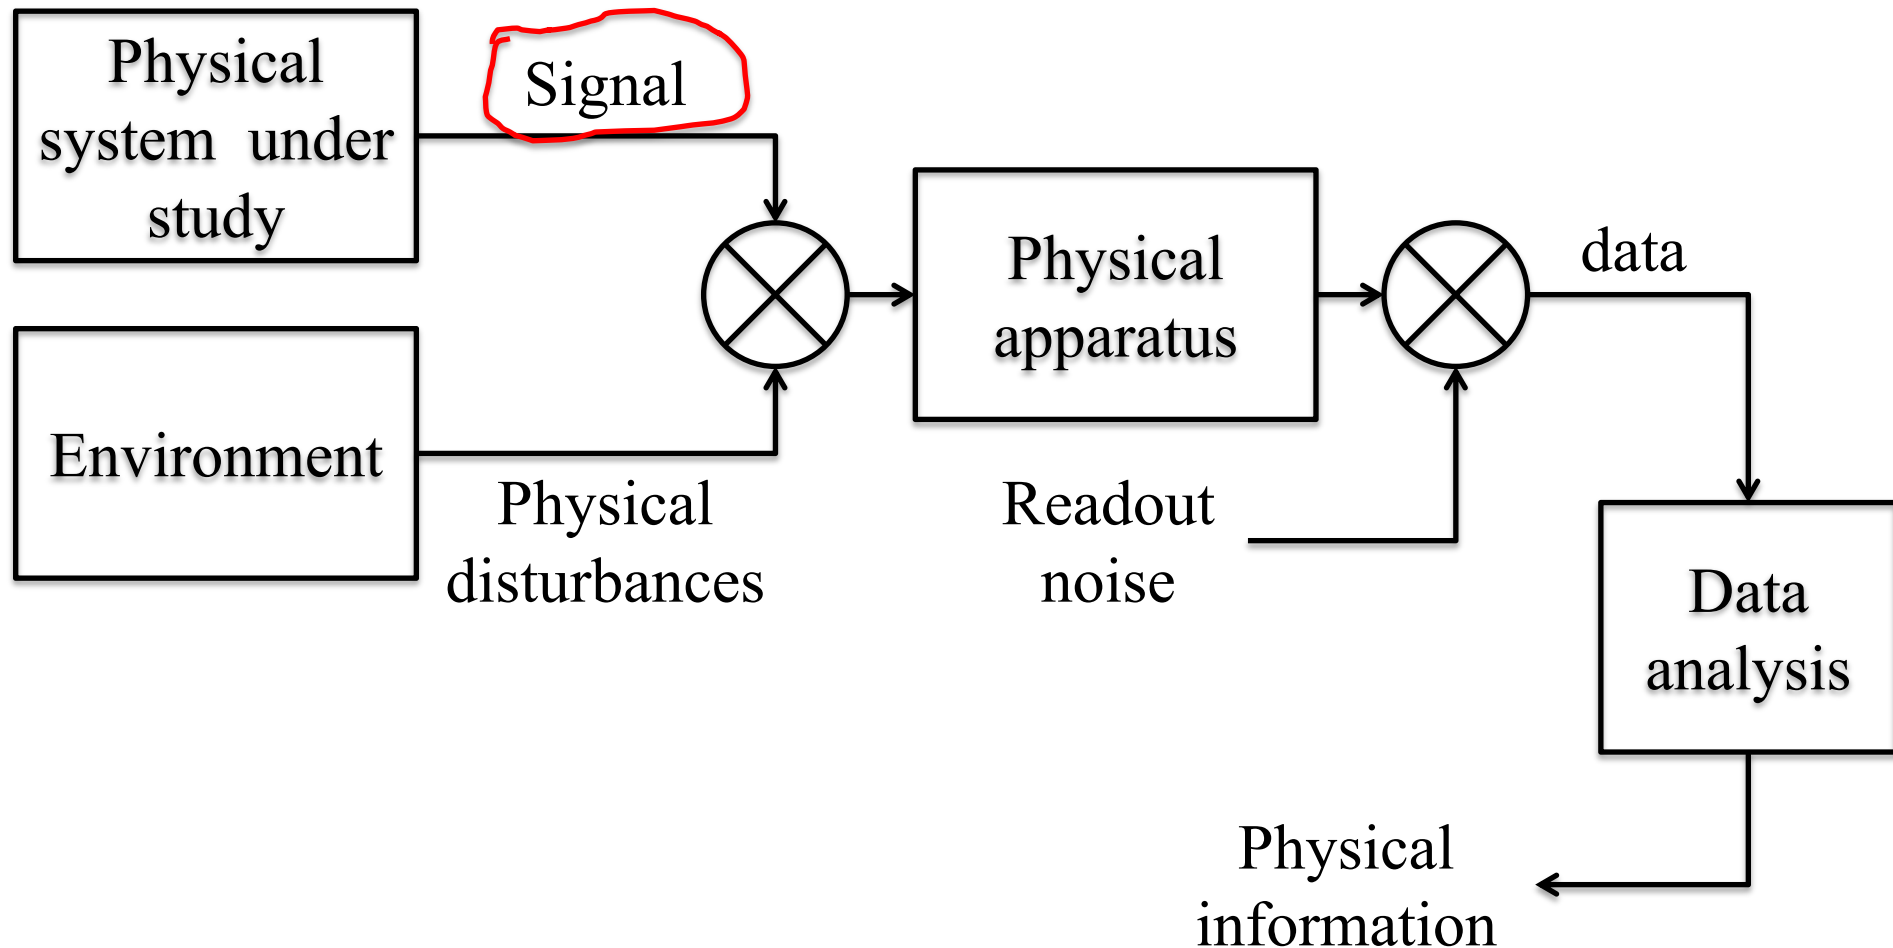 Physical
system under
study
Signal
Environment
Physical
disturbances
Physical
apparatus
Readout
noise
data
Data
analysis
Physical
information